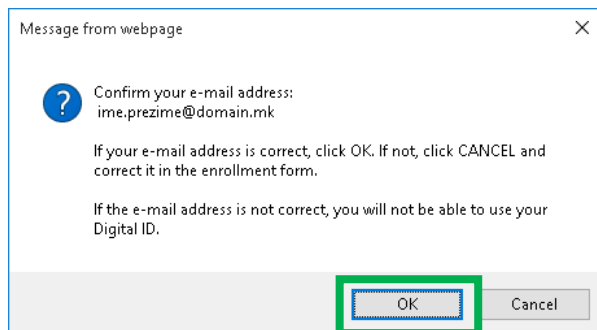 Message from webpage
Confirm your e-mail address:
ime.prezime@domain.mk
If your e-mail address is correct, click OK. If not, click CANCEL and
correct it in the enrollment form.
If the e-mail address is not correct, you will not be able to use your
Digital ID.
OK
Cancel